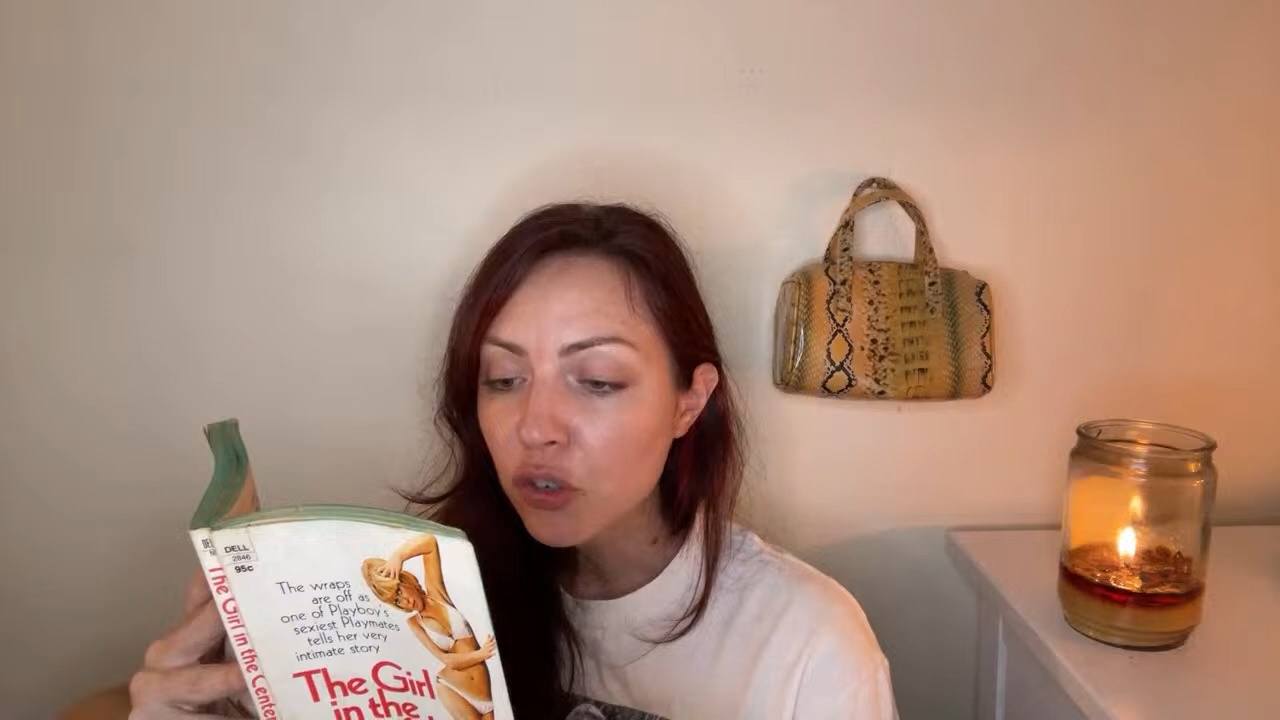 The Girl in the Center
DELL
2846
95c
The wraps
are off as
one of Playboy's
sexiest Playmates
tells her very
intimate story
The Girl
in the